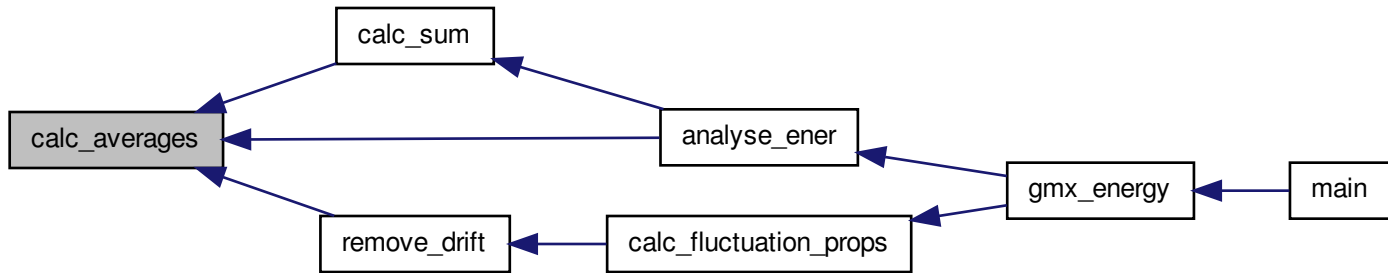 calc_sum
calc_averages
analyse_ener
gmx_energy
main
remove_drift
calc_fluctuation_props